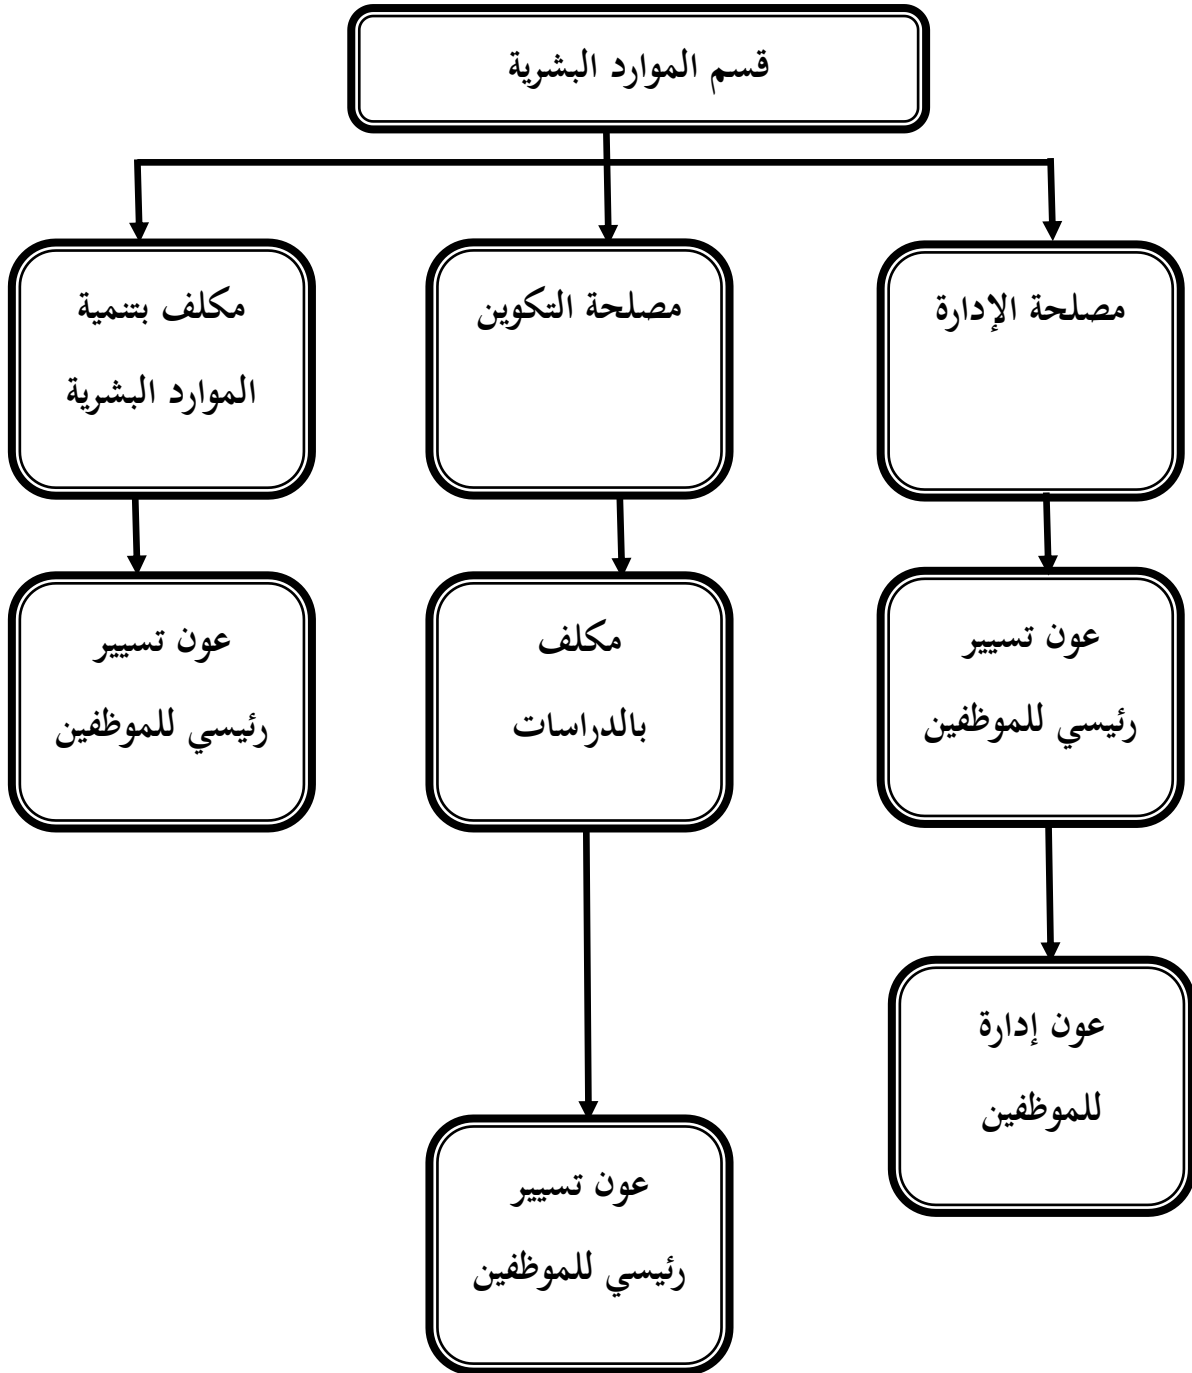 قسم الموارد البشرية
مصلحة الإدارة
مصلحة التكوين
مكلف بتنمية
الموارد البشرية
عون تسيير
رئيسي للموظفين
مكلف
بالدراسات
عون تسيير
رئيسي للموظفين
عون إدارة
للموظفين
عون تسيير
رئيسي للموظفين